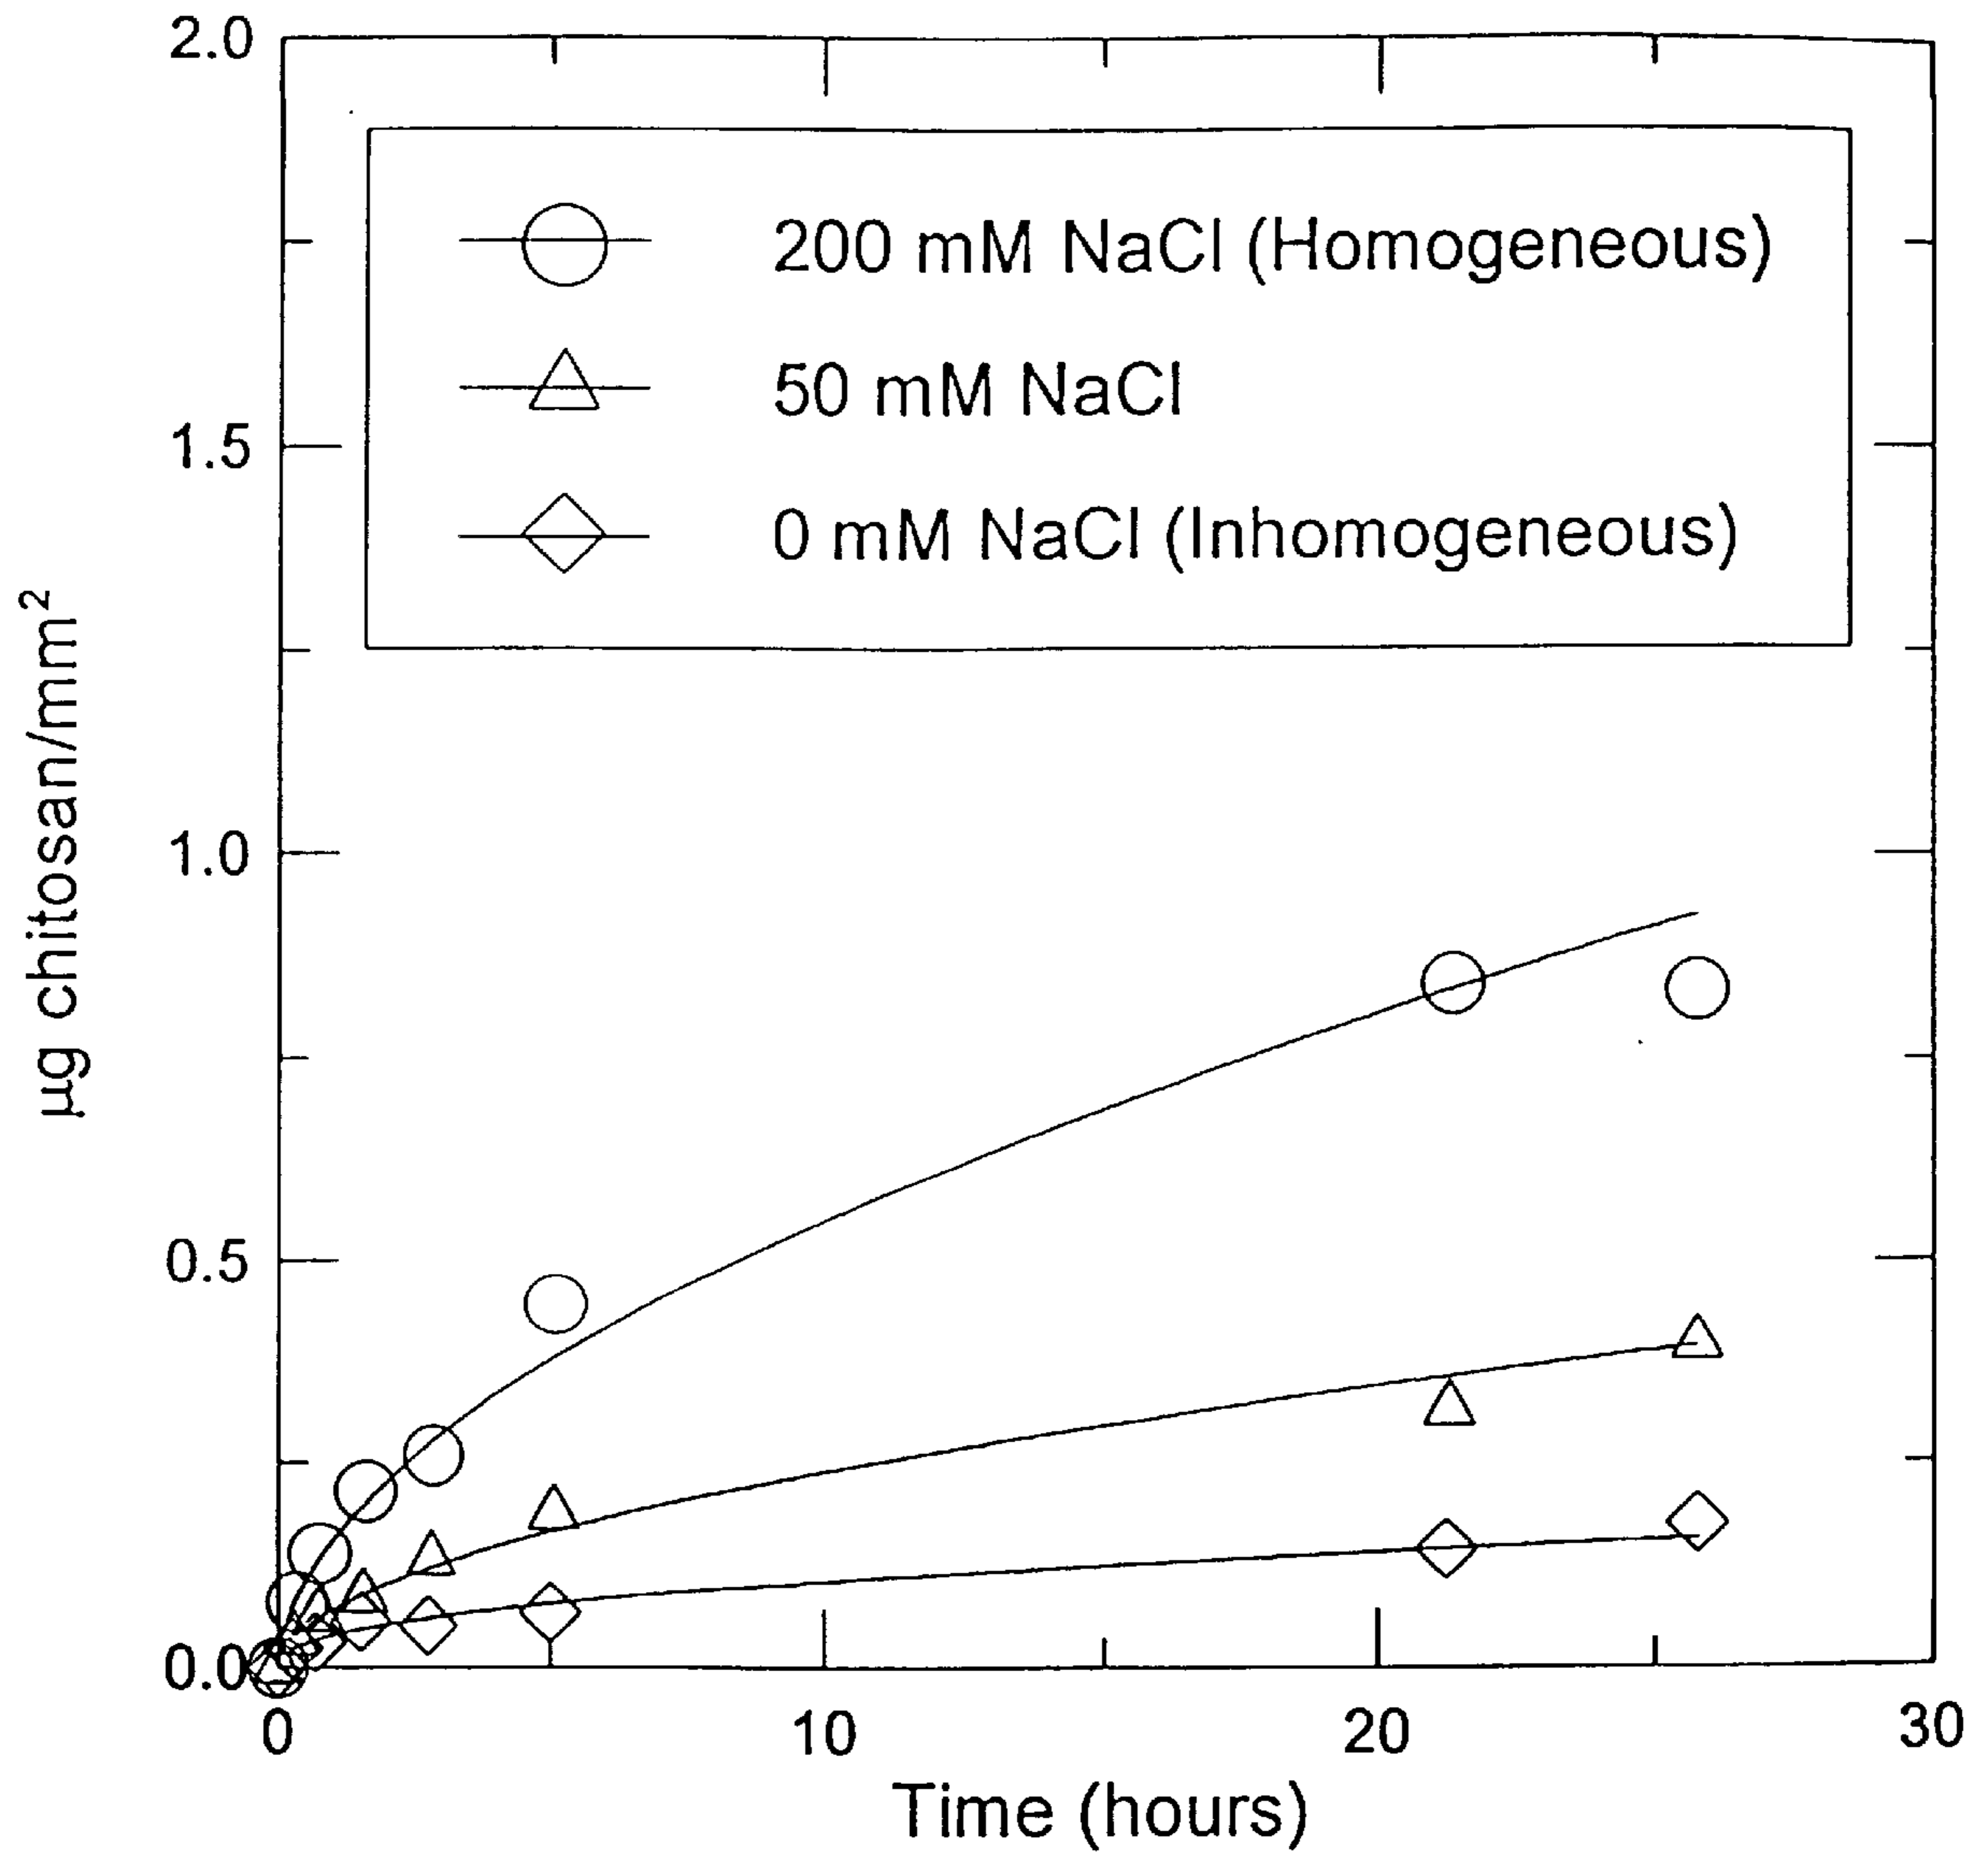 2.0
200 mM NaCl (Homogeneous)
50 mM NaCl
1.5
0 mM NaCl (Inhomogeneous)
µg chitosan/mm²
1.0
0.5
0.0
0 10 20 30
Time (hours)